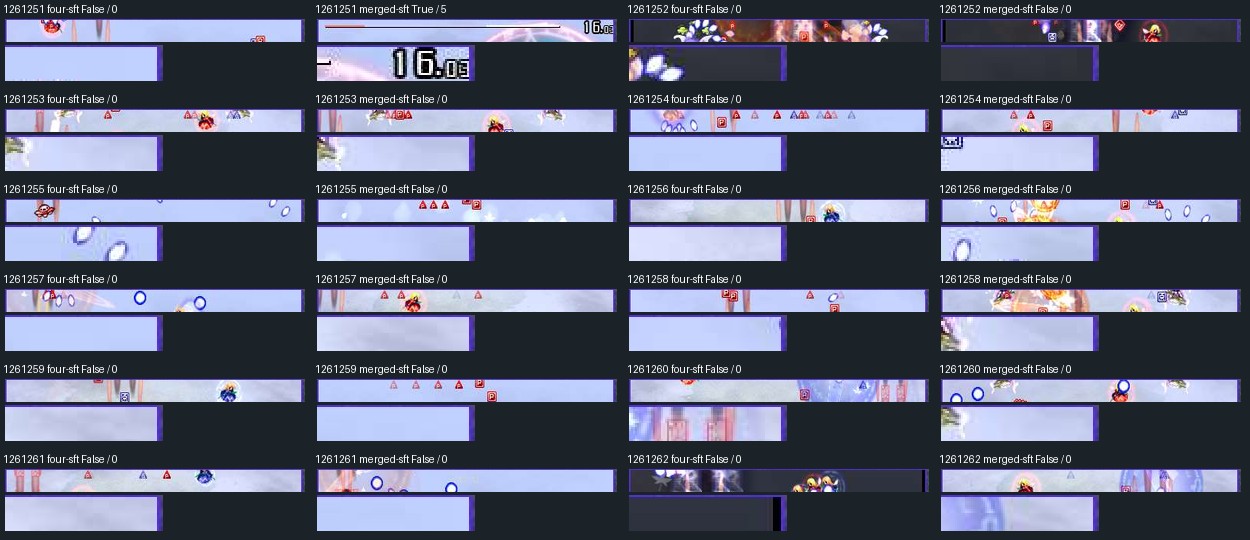 1261251 four-sft False / 0
1261251 merged-sft True / 5
1261252 four-sft False / 0
1261252 merged-sft False / 0
16.03
16.03
1261253 four-sft False / 0
1261253 merged-sft False / 0
1261254 four-sft False / 0
1261254 merged-sft False / 0
1261255 four-sft False / 0
1261255 merged-sft False / 0
1261256 four-sft False / 0
1261256 merged-sft False / 0
1261257 four-sft False / 0
1261257 merged-sft False / 0
1261258 four-sft False / 0
1261258 merged-sft False / 0
1261259 four-sft False / 0
1261259 merged-sft False / 0
1261260 four-sft False / 0
1261260 merged-sft False / 0
1261261 four-sft False / 0
1261261 merged-sft False / 0
1261262 four-sft False / 0
1261262 merged-sft False / 0